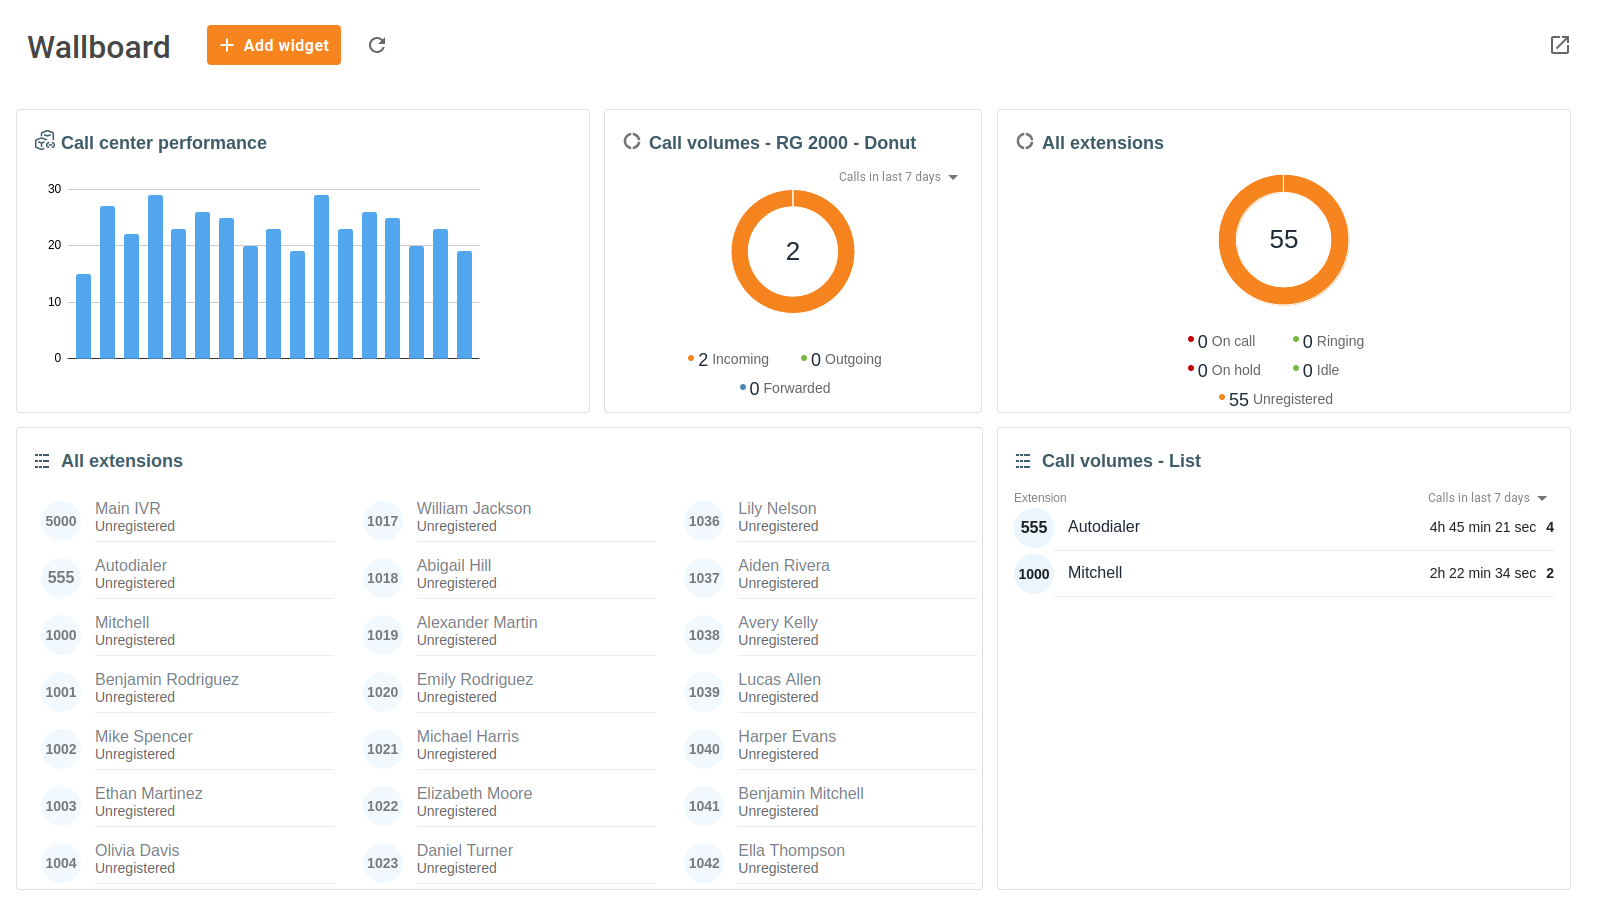 Wallboard
Add widget
Call center performance
30
20
10
0
Call volumes - RG 2000 - Donut
Calls in last 7 days
2
2 Incoming
0 Outgoing
0 Forwarded
All extensions
55
0 On call
0 Ringing
0 On hold
0 Idle
55 Unregistered
All extensions
5000
Main IVR
Unregistered
1017
William Jackson
Unregistered
1036
Lily Nelson
Unregistered
555
Autodialer
Unregistered
1018
Abigail Hill
Unregistered
1037
Aiden Rivera
Unregistered
1000
Mitchell
Unregistered
1019
Alexander Martin
Unregistered
1038
Avery Kelly
Unregistered
1001
Benjamin Rodriguez
Unregistered
1020
Emily Rodriguez
Unregistered
1039
Lucas Allen
Unregistered
1002
Mike Spencer
Unregistered
1021
Michael Harris
Unregistered
1040
Harper Evans
Unregistered
1003
Ethan Martinez
Unregistered
1022
Elizabeth Moore
Unregistered
1041
Benjamin Mitchell
Unregistered
1004
Olivia Davis
Unregistered
1023
Daniel Turner
Unregistered
1042
Ella Thompson
Unregistered
Call volumes - List
Extension
Calls in last 7 days
555 Autodialer 4h 45 min 21 sec 4
1000 Mitchell 2h 22 min 34 sec 2